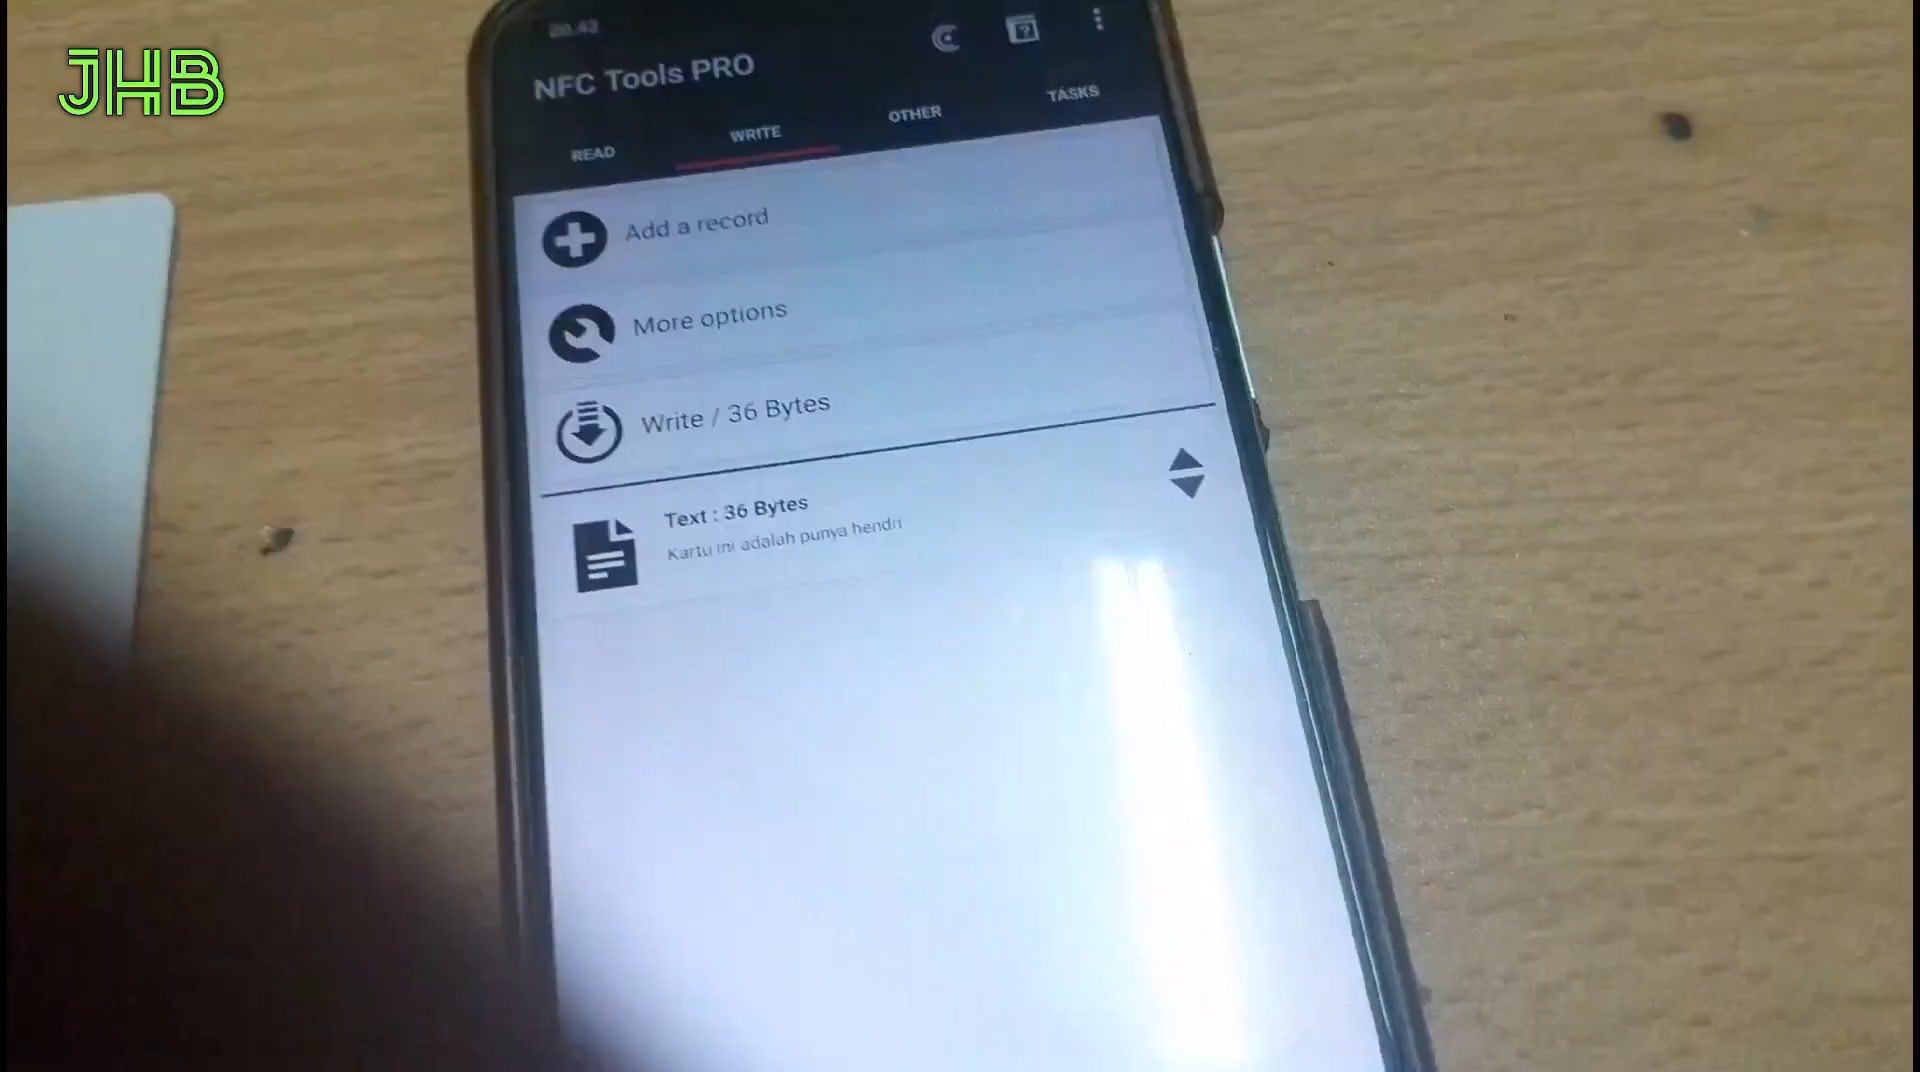 JHB
NFC Tools PRO
READ
WRITE
OTHER
TASKS
Add a record
More options
Write / 36 Bytes
Text : 36 Bytes
Kartu ini adalah punya hendri